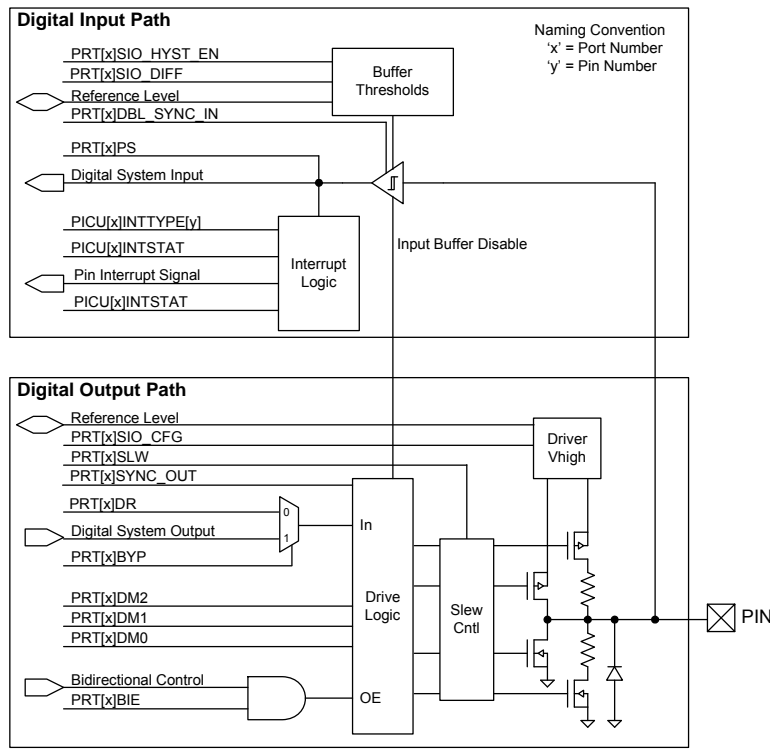 Digital Input Path
Naming Convention
'x' = Port Number
'y' = Pin Number
PRT[x]SIO_HYST_EN
PRT[x]SIO_DIFF
Reference Level
PRT[x]DBL_SYNC_IN
Buffer
Thresholds
PRT[x]PS
Digital System Input
PICU[x]INTTYPE[y]
PICU[x]INTSTAT
Pin Interrupt Signal
PICU[x]INTSTAT
Interrupt
Logic
Input Buffer Disable
Digital Output Path
Reference Level
PRT[x]SIO_CFG
PRT[x]SLW
PRT[x]SYNC_OUT
Driver
Vhigh
PRT[x]DR
Digital System Output
PRT[x]BYP
0
1
In
PRT[x]DM2
PRT[x]DM1
PRT[x]DM0
Drive
Logic
Slew
Cntl
PIN
Bidirectional Control
PRT[x]BIE
OE